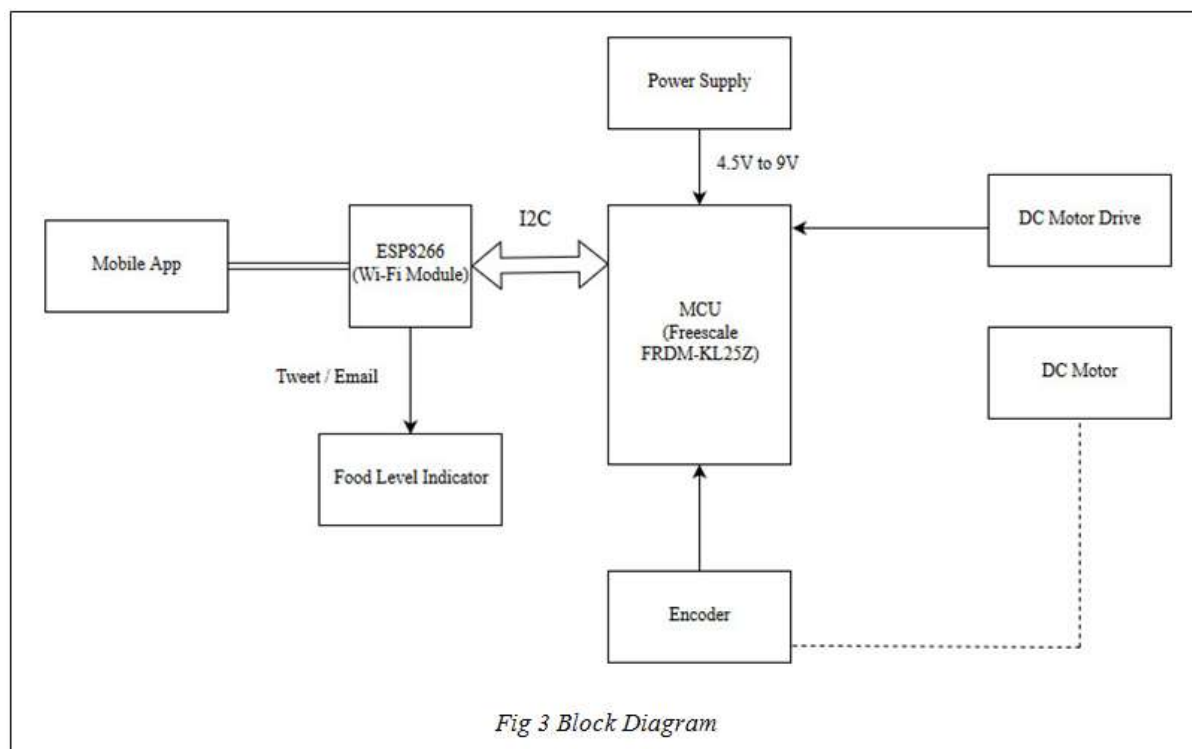 Power Supply
4.5V to 9V
DC Motor Drive
I2C
ESP8266
(Wi-Fi Module)
Mobile App
MCU
(Freescale
FRDM-KL25Z)
DC Motor
Tweet / Email
Food Level Indicator
Encoder
Fig 3 Block Diagram